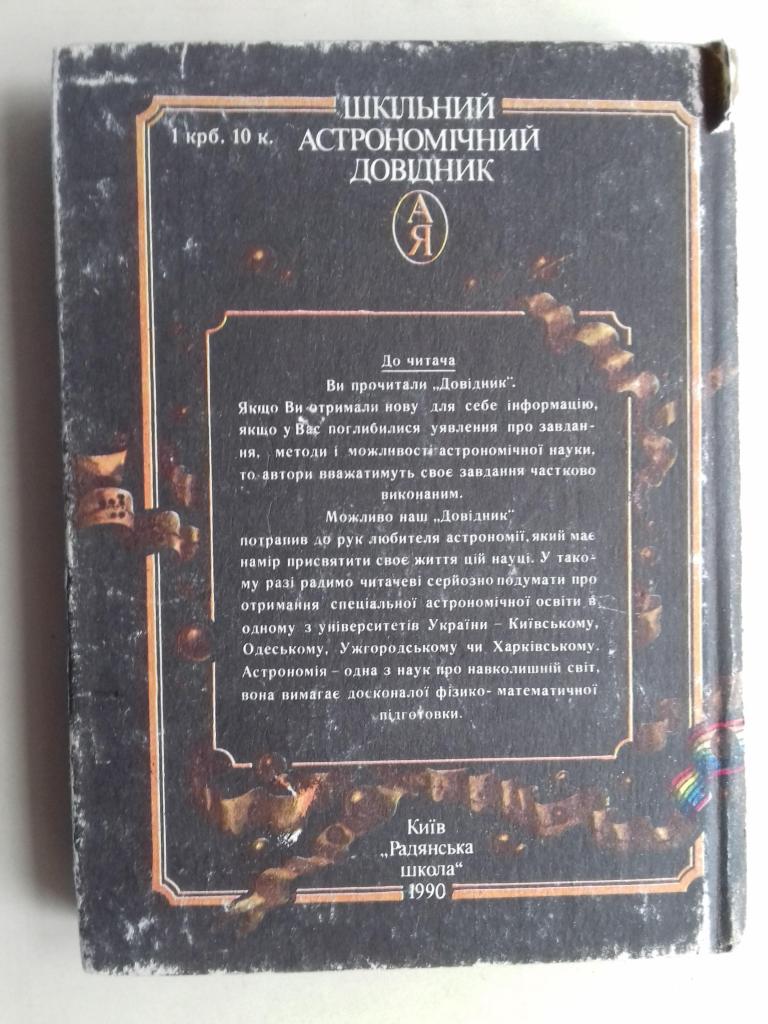 ШКІЛЬНИЙ
1 крб. 10 к. АСТРОНОМІЧНИЙ
ДОВІДНИК
А
Я
До читача
Ви прочитали „Довідник".
Якщо Ви отримали нову для себе інформацію,
якщо у Вас поглибилися уявлення про завдан-
ня, методи і можливості астрономічної науки,
то автори вважатимуть своє завдання частково
виконаним.
Можливо наш „Довідник"
потрапив до рук любителя астрономії, який має
намір присвятити своє життя цій науці. У тако-
му разі радимо читачеві серйозно подумати про
отримання спеціальної астрономічної освіти в
одному з університетів України – Київському,
Одеському, Ужгородському чи Харківському.
Астрономія – одна з наук про навколишній світ,
вона вимагає досконалої фізико-математичної
підготовки.
Київ
„Радянська
школа"
1990